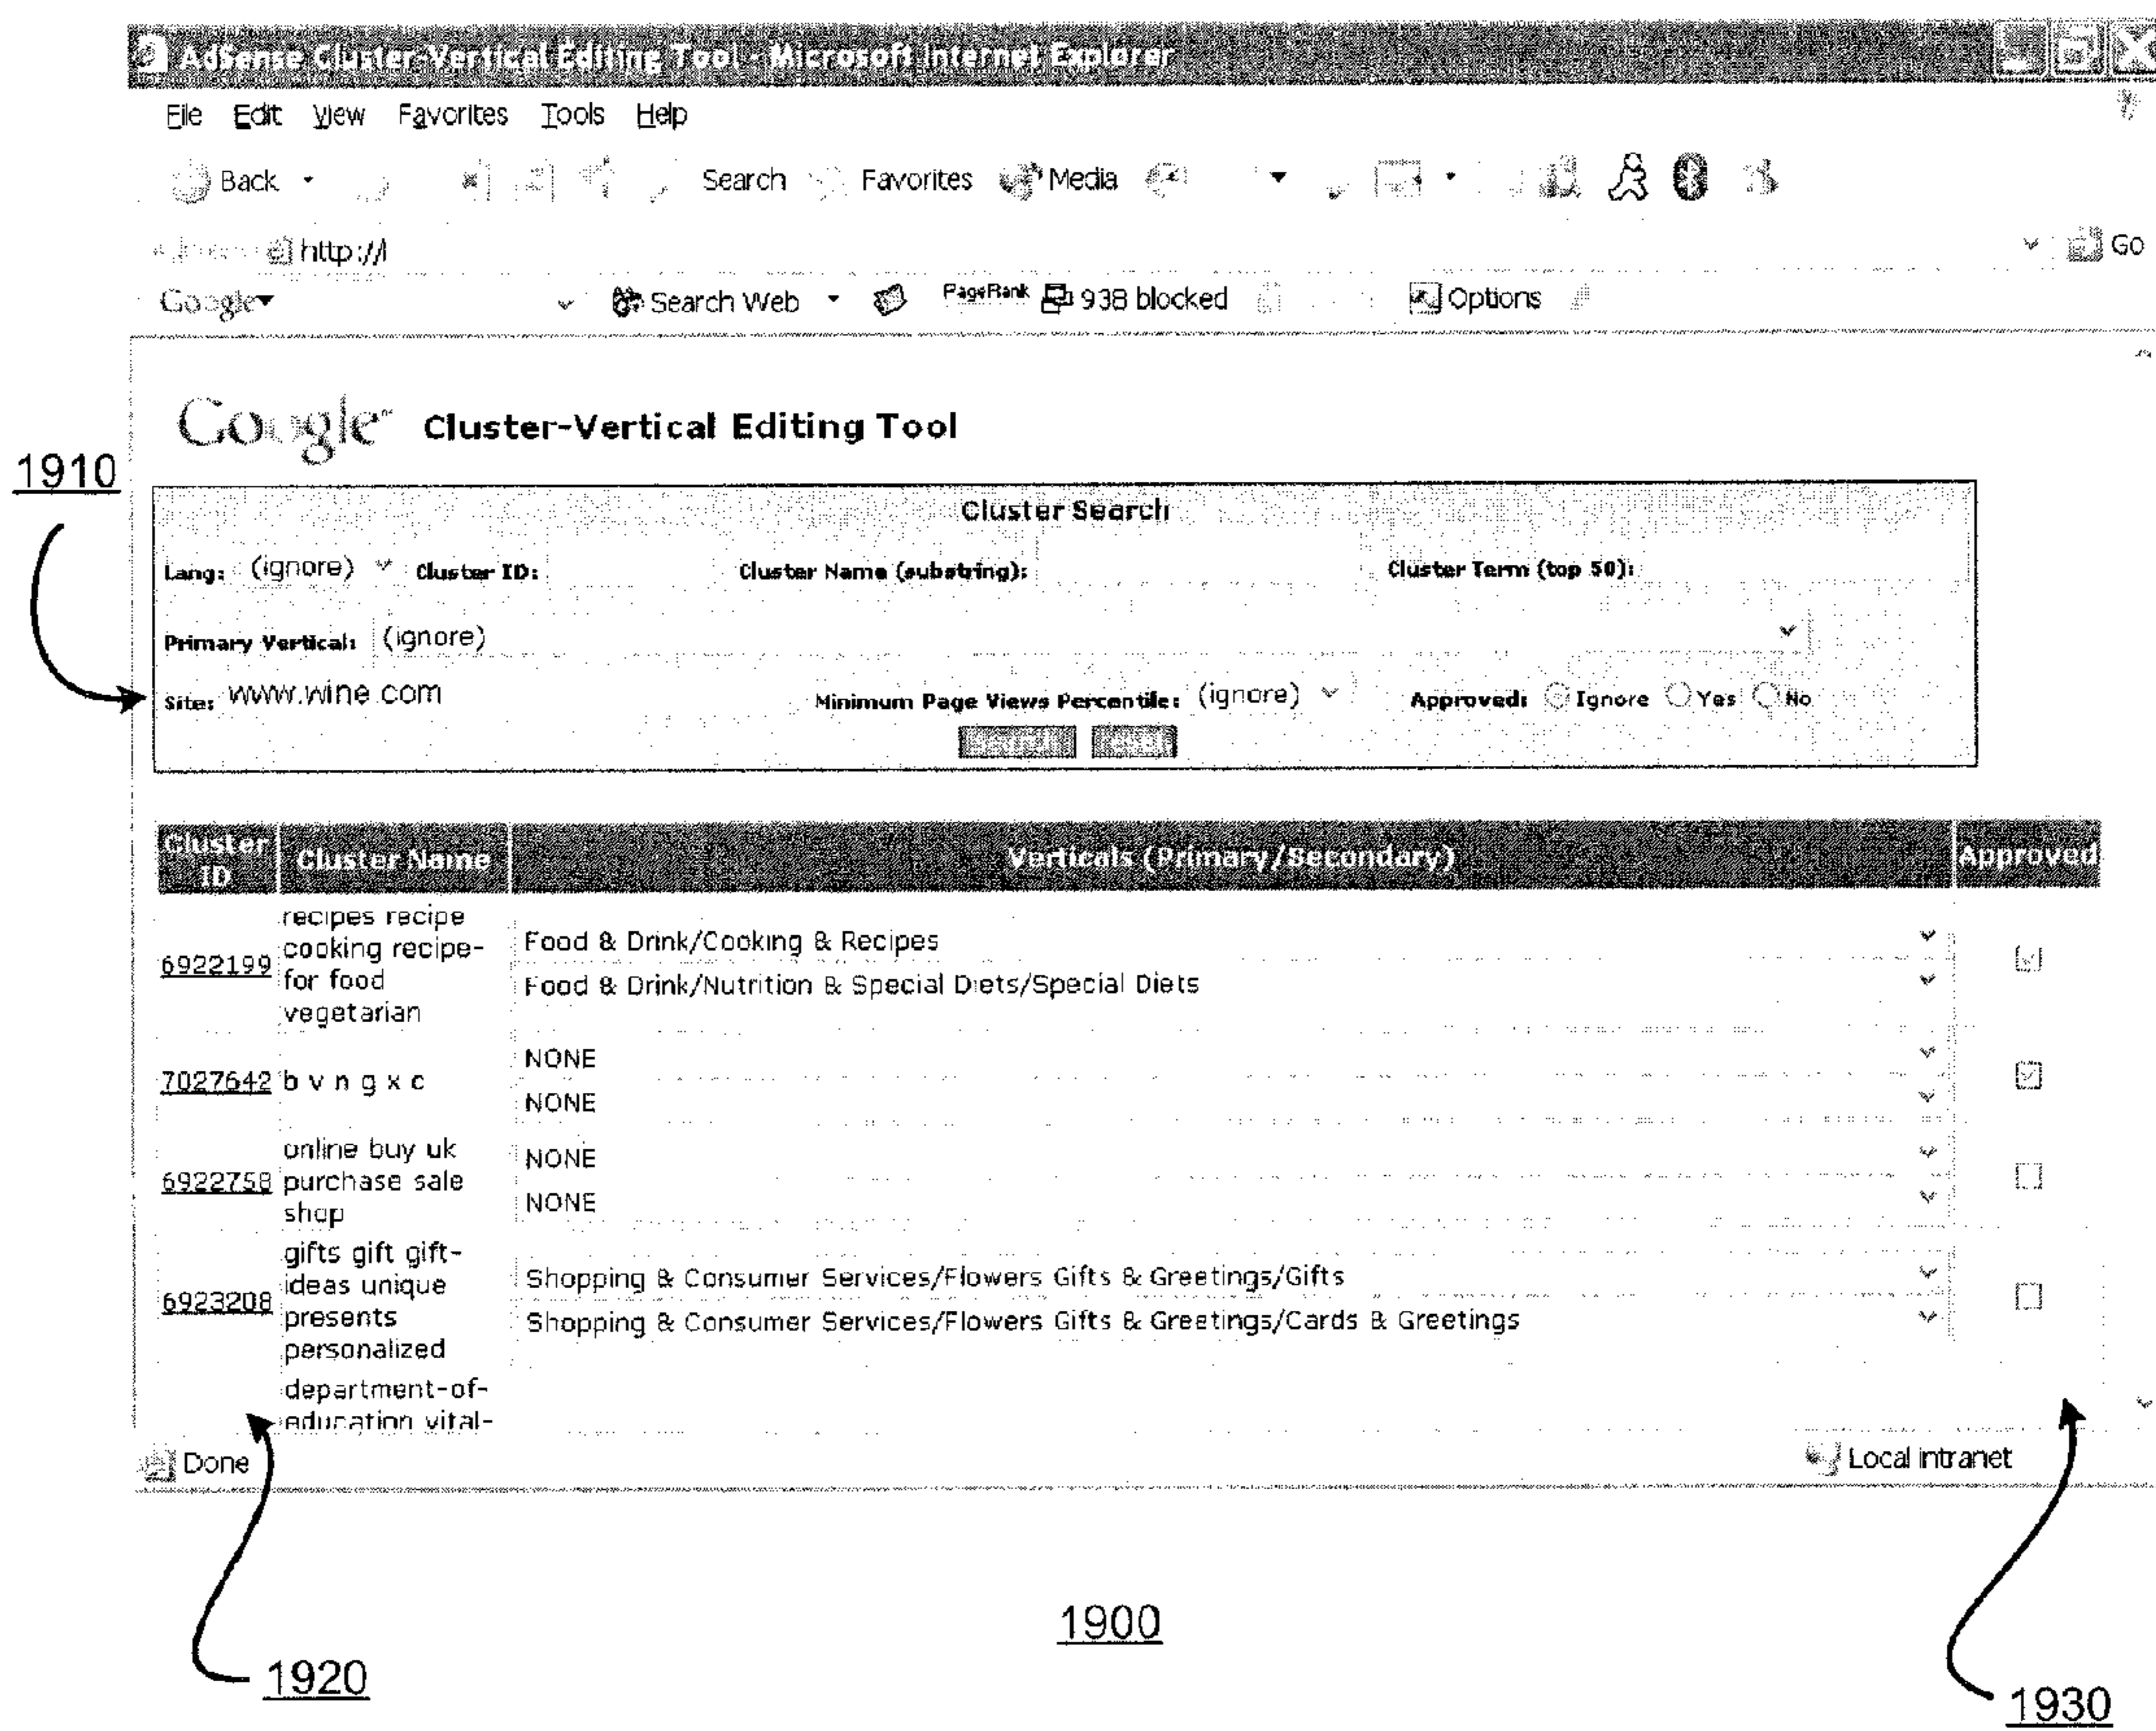 AdSense Cluster-Vertical Editing Tool - Microsoft Internet Explorer
File Edit View Favorites Tools Help
Back Search Favorites Media
http://
Go
Google Search Web PageRank 938 blocked Options
Google Cluster-Vertical Editing Tool
1910
Cluster Search
Lang: (ignore) Cluster ID: Cluster Name (substring): Cluster Term (top 50):
Primary Vertical: (ignore)
Site: www.wine.com Minimum Page Views Percentile: (ignore) Approved: Ignore Yes No
Search Reset
Cluster ID Cluster Name Verticals (Primary/Secondary) Approved
recipes recipe
cooking recipe-
for food
vegetarian
6922199
Food & Drink/Cooking & Recipes
Food & Drink/Nutrition & Special Diets/Special Diets
7027642 b v n g x c
NONE
NONE
online buy uk
purchase sale
shop
6922758
NONE
NONE
gifts gift gift-
ideas unique
presents
personalized
6923208
Shopping & Consumer Services/Flowers Gifts & Greetings/Gifts
Shopping & Consumer Services/Flowers Gifts & Greetings/Cards & Greetings
department-of-
education vital-
Done Local intranet
1900
1920
1930